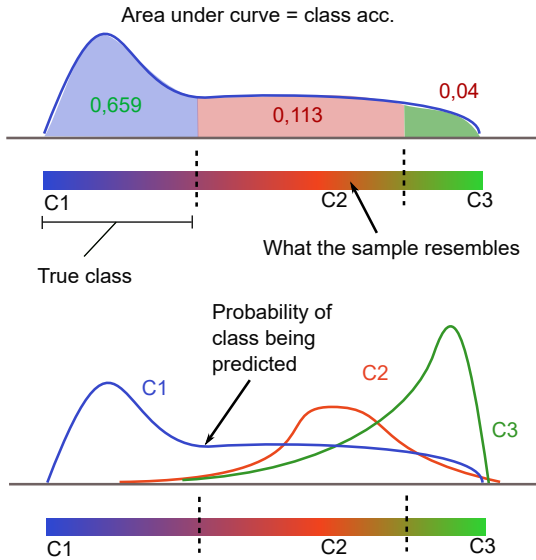 Area under curve = class acc.
0,659
0,113
0,04
C1
C2
C3
What the sample resembles
True class
Probability of
class being
predicted
C1
C2
C3
C1
C2
C3